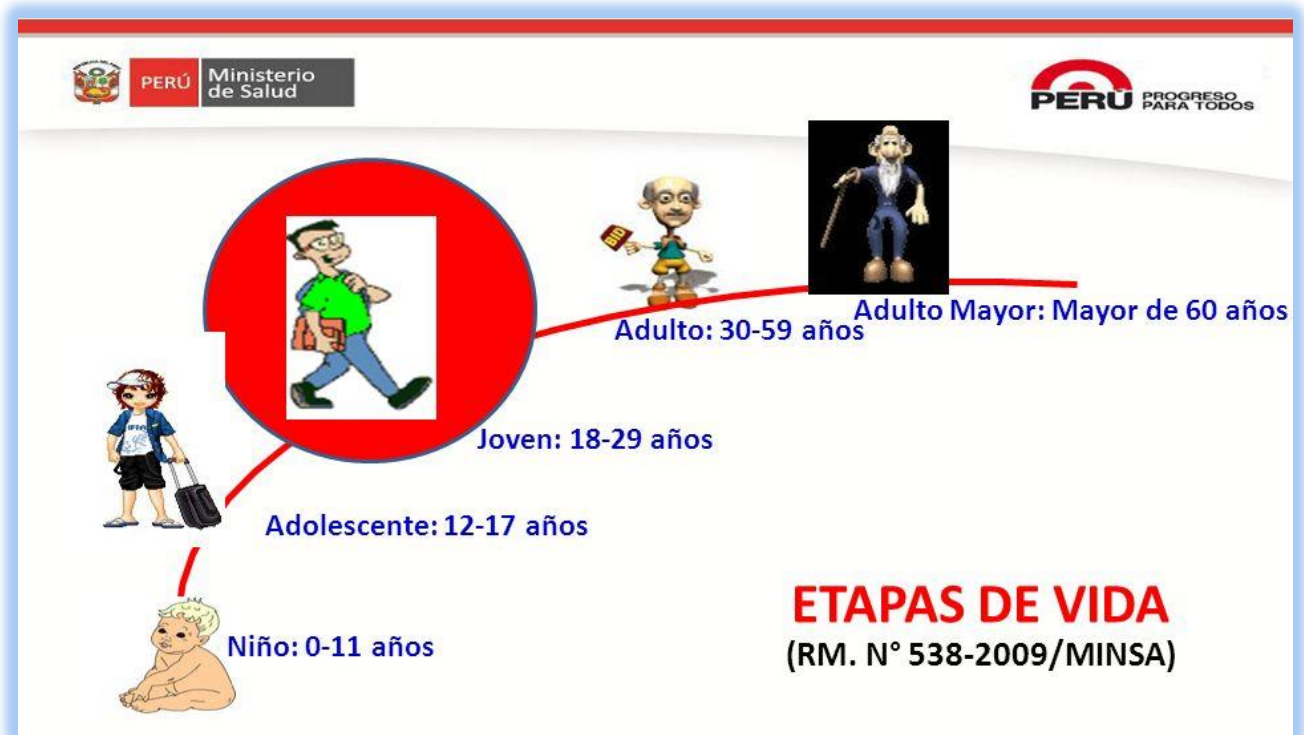 PERÚ
Ministerio
de Salud
PERÚ
PROGRESO
PARA TODOS
BID
Adulto Mayor: Mayor de 60 años
Adulto: 30-59 años
Joven: 18-29 años
Adolescente: 12-17 años
Niño: 0-11 años
ETAPAS DE VIDA
(RM. N° 538-2009/MINSA)